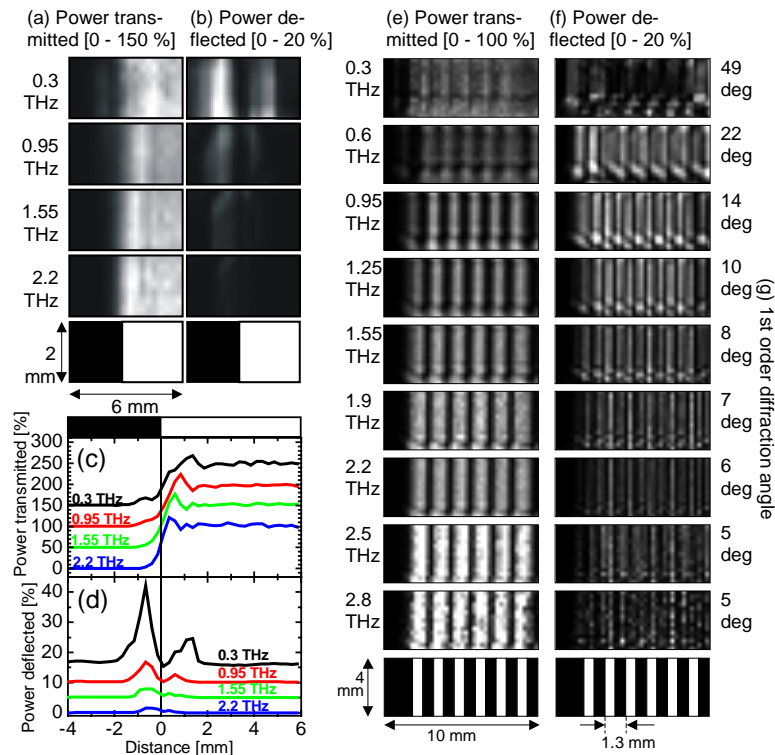 (a) Power trans-
mitted [0 - 150 %]
(b) Power de-
flected [0 - 20 %]
0.3
THz
0.95
THz
1.55
THz
2.2
THz
2
mm
6 mm
Power transmitted [%]
300
250
200
150
100
50
0
(c)
0.3 THz
0.95 THz
1.55 THz
2.2 THz
Power deflected [%]
40
30
20
10
0
(d)
0.3 THz
0.95 THz
1.55 THz
2.2 THz
-4 -2 0 2 4 6
Distance [mm]
(e) Power trans-
mitted [0 - 100 %]
(f) Power de-
flected [0 - 20 %]
0.3
THz
49
deg
0.6
THz
22
deg
0.95
THz
14
deg
1.25
THz
10
deg
1.55
THz
8
deg
1.9
THz
7
deg
2.2
THz
6
deg
2.5
THz
5
deg
2.8
THz
5
deg
(g) 1st order diffraction angle
4
mm
10 mm
1.3 mm